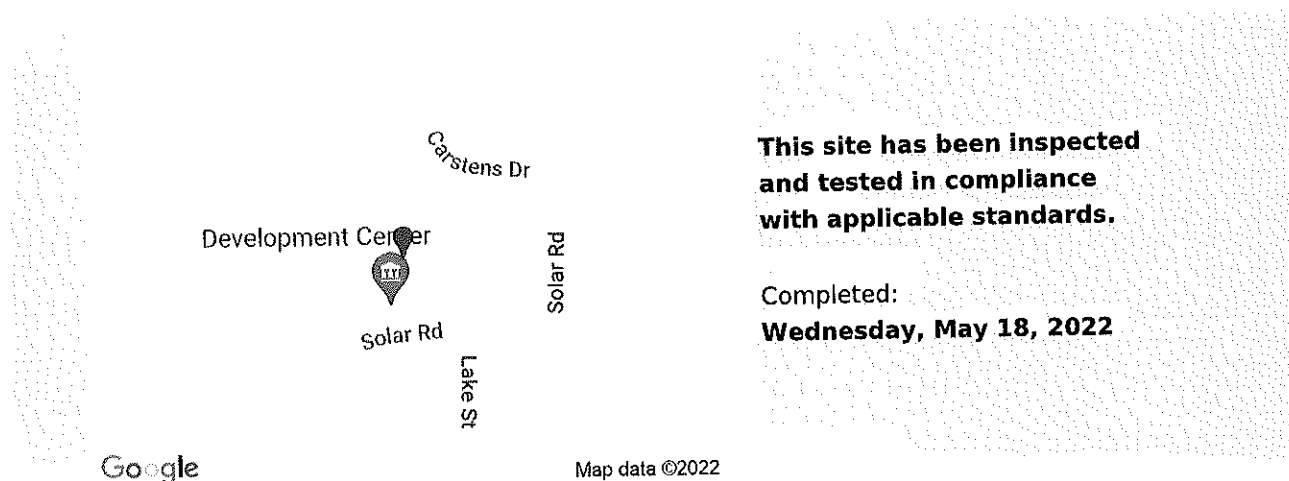 Carstens Dr
Development Center
Solar Rd
Solar Rd
Lake St
Google
Map data ©2022
This site has been inspected
and tested in compliance
with applicable standards.
Completed:
Wednesday, May 18, 2022